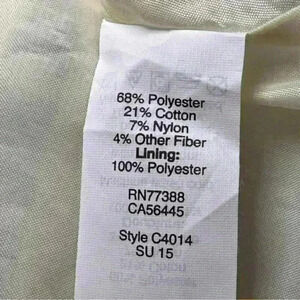 68% Polyester
21% Cotton
7% Nylon
4% Other Fiber
Lining:
100% Polyester
RN77388
CA56445
Style C4014
SU 15